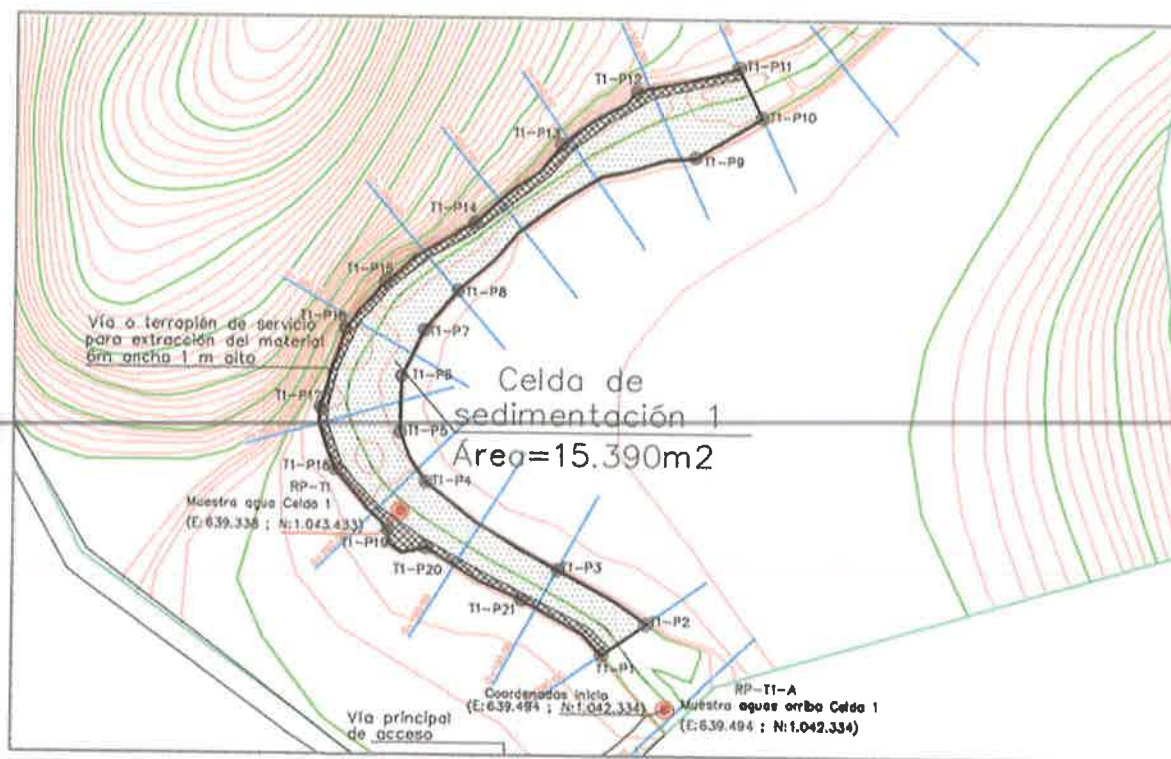 T1-P11
T1-P12
T1-P10
T1-P13
T1-P9
T1-P14
T1-P15
T1-P8
T1-P16
Vía o terraplén de servicio
para extracción del material
6m ancho 1 m alto
T1-P7
T1-P6
T1-P17
Celda de
sedimentación 1
Área=15.390m2
T1-P5
T1-P18
RP-T1
T1-P4
Muestra agua Celda 1
(E:639.338 ; N:1.043.433)
T1-P19
T1-P20
T1-P3
T1-P21
T1-P2
T1-P1
Coordenadas inicio
(E:639.494 ; N:1.042.334)
RP-T1-A
Muestra aguas arriba Celda 1
(E:639.494 ; N:1.042.334)
Vía principal
de acceso